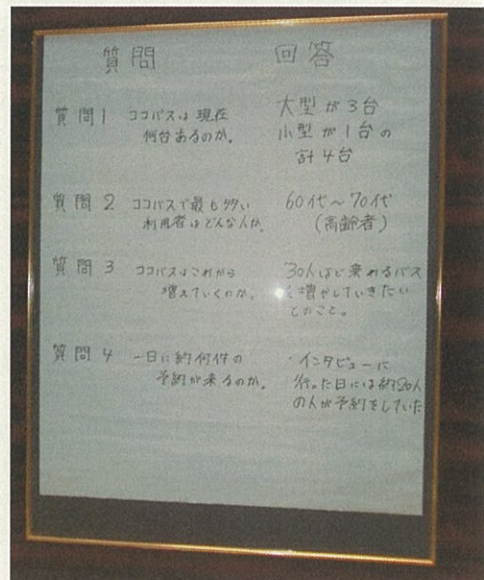 質問 回答
質問1 ココバスは現在
何台あるのか。
大型が3台
小型が1台の
計4台
質問2 ココバスで最も多い
利用者はどんな人か。
60代~70代
(高齢者)
質問3 ココバスはこれから
増えていくのか。
30人ほど乗れるバス
を増やしていきたい
とのこと。
質問4 一日に約何件の
予約が来るのか。
・インタビューに
行った日には約80人
の人が予約をしていた